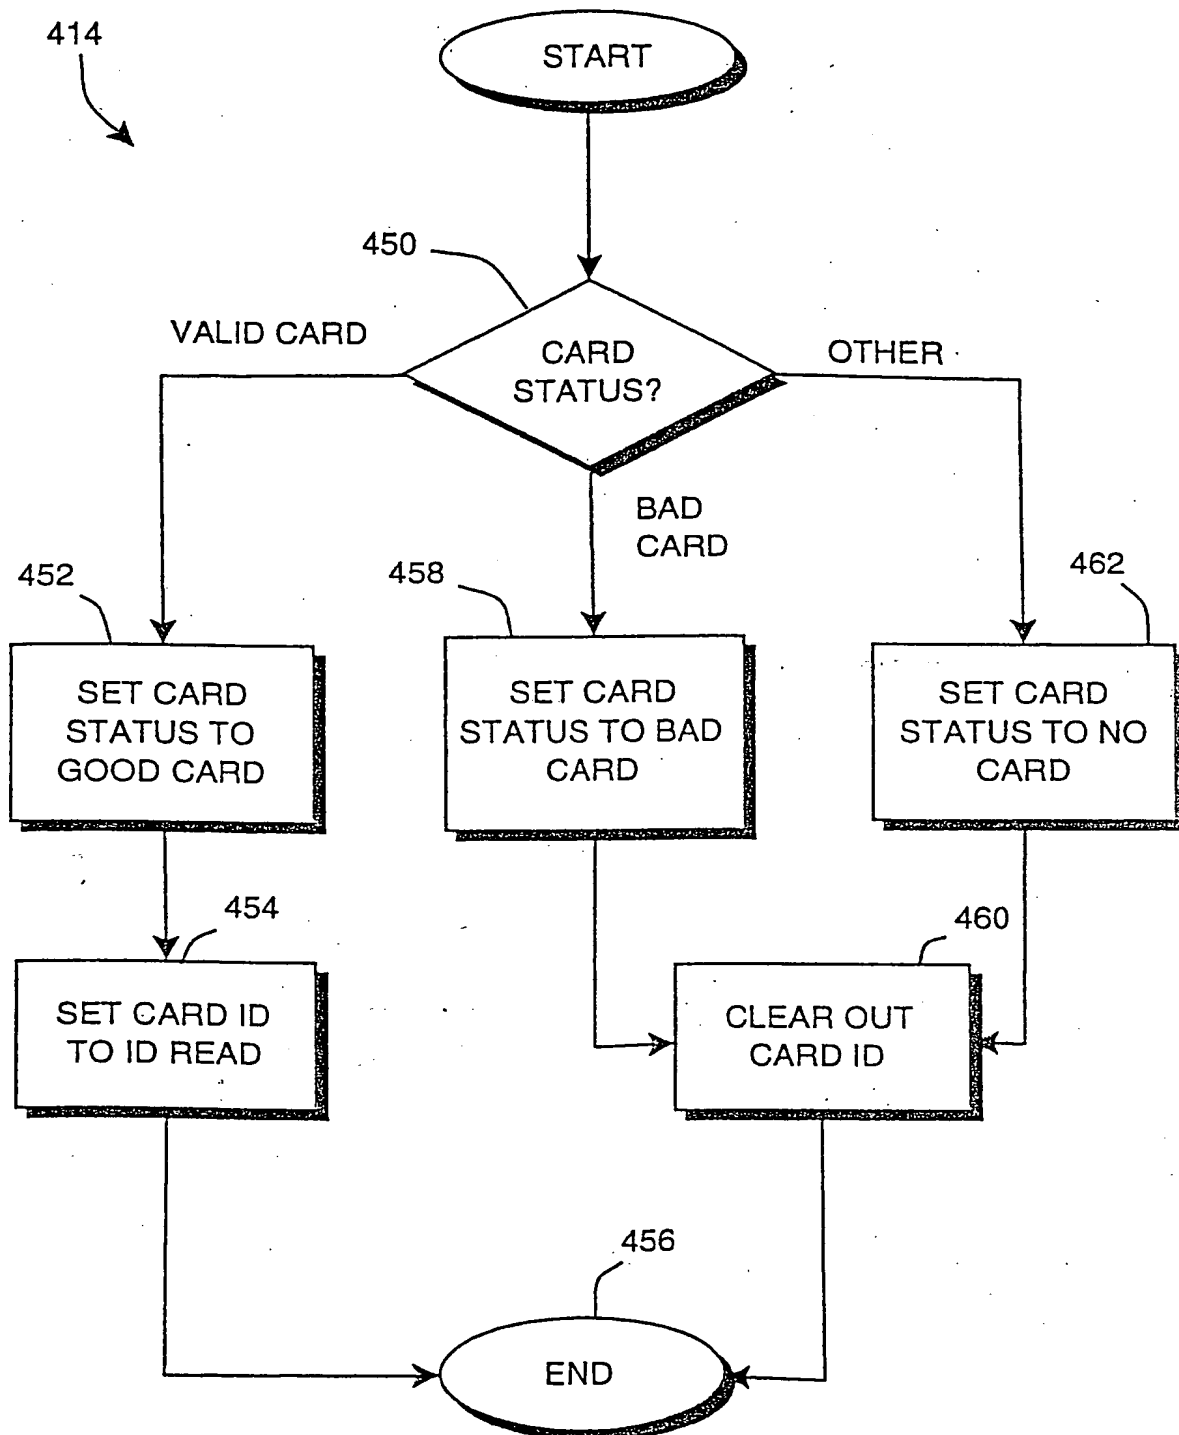 414
START
450
VALID CARD
CARD
STATUS?
OTHER
BAD
CARD
452
458
462
SET CARD
STATUS TO
GOOD CARD
SET CARD
STATUS TO BAD
CARD
SET CARD
STATUS TO NO
CARD
454
460
SET CARD ID
TO ID READ
CLEAR OUT
CARD ID
456
END